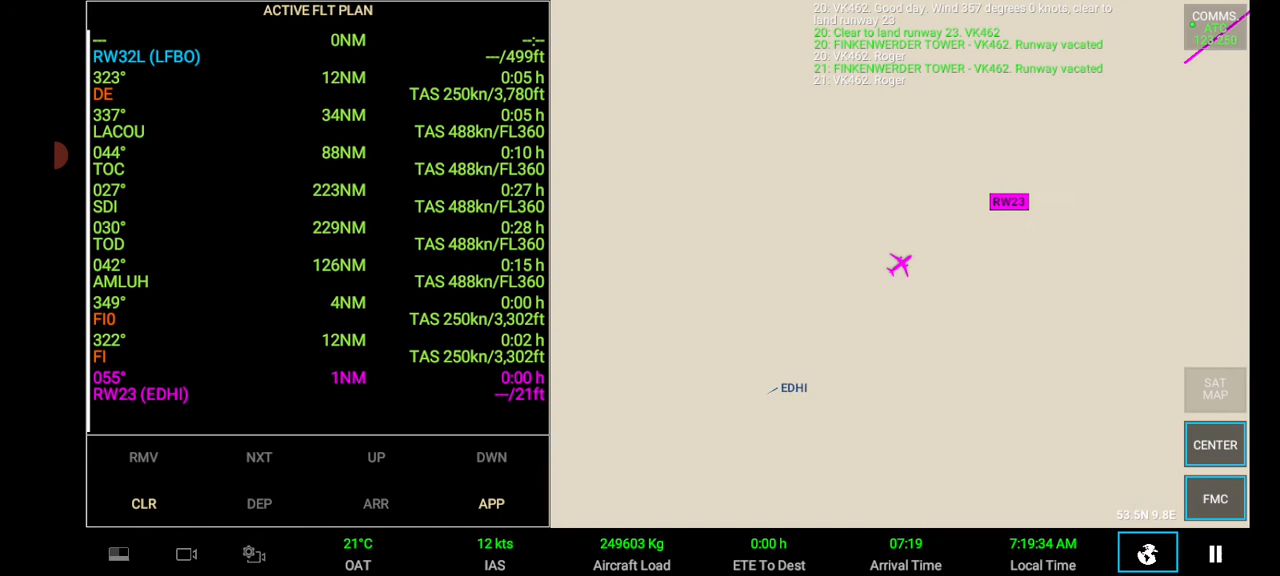 ACTIVE FLT PLAN
--- 0NM --:--
RW32L (LFBO) ---/499ft
323° 12NM 0:05 h
DE TAS 250kn/3,780ft
337° 34NM 0:05 h
LACOU TAS 488kn/FL360
044° 88NM 0:10 h
TOC TAS 488kn/FL360
027° 223NM 0:27 h
SDI TAS 488kn/FL360
030° 229NM 0:28 h
TOD TAS 488kn/FL360
042° 126NM 0:15 h
AMLUH TAS 488kn/FL360
349° 4NM 0:00 h
FI0 TAS 250kn/3,302ft
322° 12NM 0:02 h
FI TAS 250kn/3,302ft
055° 1NM 0:00 h
RW23 (EDHI) ---/21ft
RMV NXT UP DWN
CLR DEP ARR APP
20: VK462. Good day. Wind 357 degrees 0 knots, clear to
land runway 23
20: Clear to land runway 23. VK462
20: FINKENWERDER TOWER - VK462. Runway vacated
20: VK462. Roger
21: FINKENWERDER TOWER - VK462. Runway vacated
21: VK462. Roger
COMMS.
ATC
123.250
RW23
EDHI
SAT
MAP
CENTER
FMC
53.5N 9.8E
21°C 12 kts 249603 Kg 0:00 h 07:19 7:19:34 AM
OAT IAS Aircraft Load ETE To Dest Arrival Time Local Time